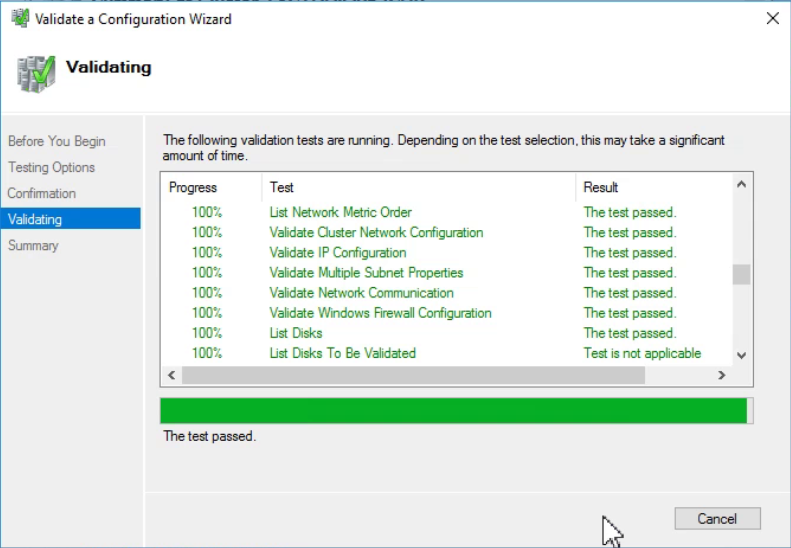 Validate a Configuration Wizard
Validating
Before You Begin
Testing Options
Confirmation
Validating
Summary
The following validation tests are running. Depending on the test selection, this may take a significant
amount of time.
Progress Test Result
100% List Network Metric Order The test passed.
100% Validate Cluster Network Configuration The test passed.
100% Validate IP Configuration The test passed.
100% Validate Multiple Subnet Properties The test passed.
100% Validate Network Communication The test passed.
100% Validate Windows Firewall Configuration The test passed.
100% List Disks The test passed.
100% List Disks To Be Validated Test is not applicable
The test passed.
Cancel